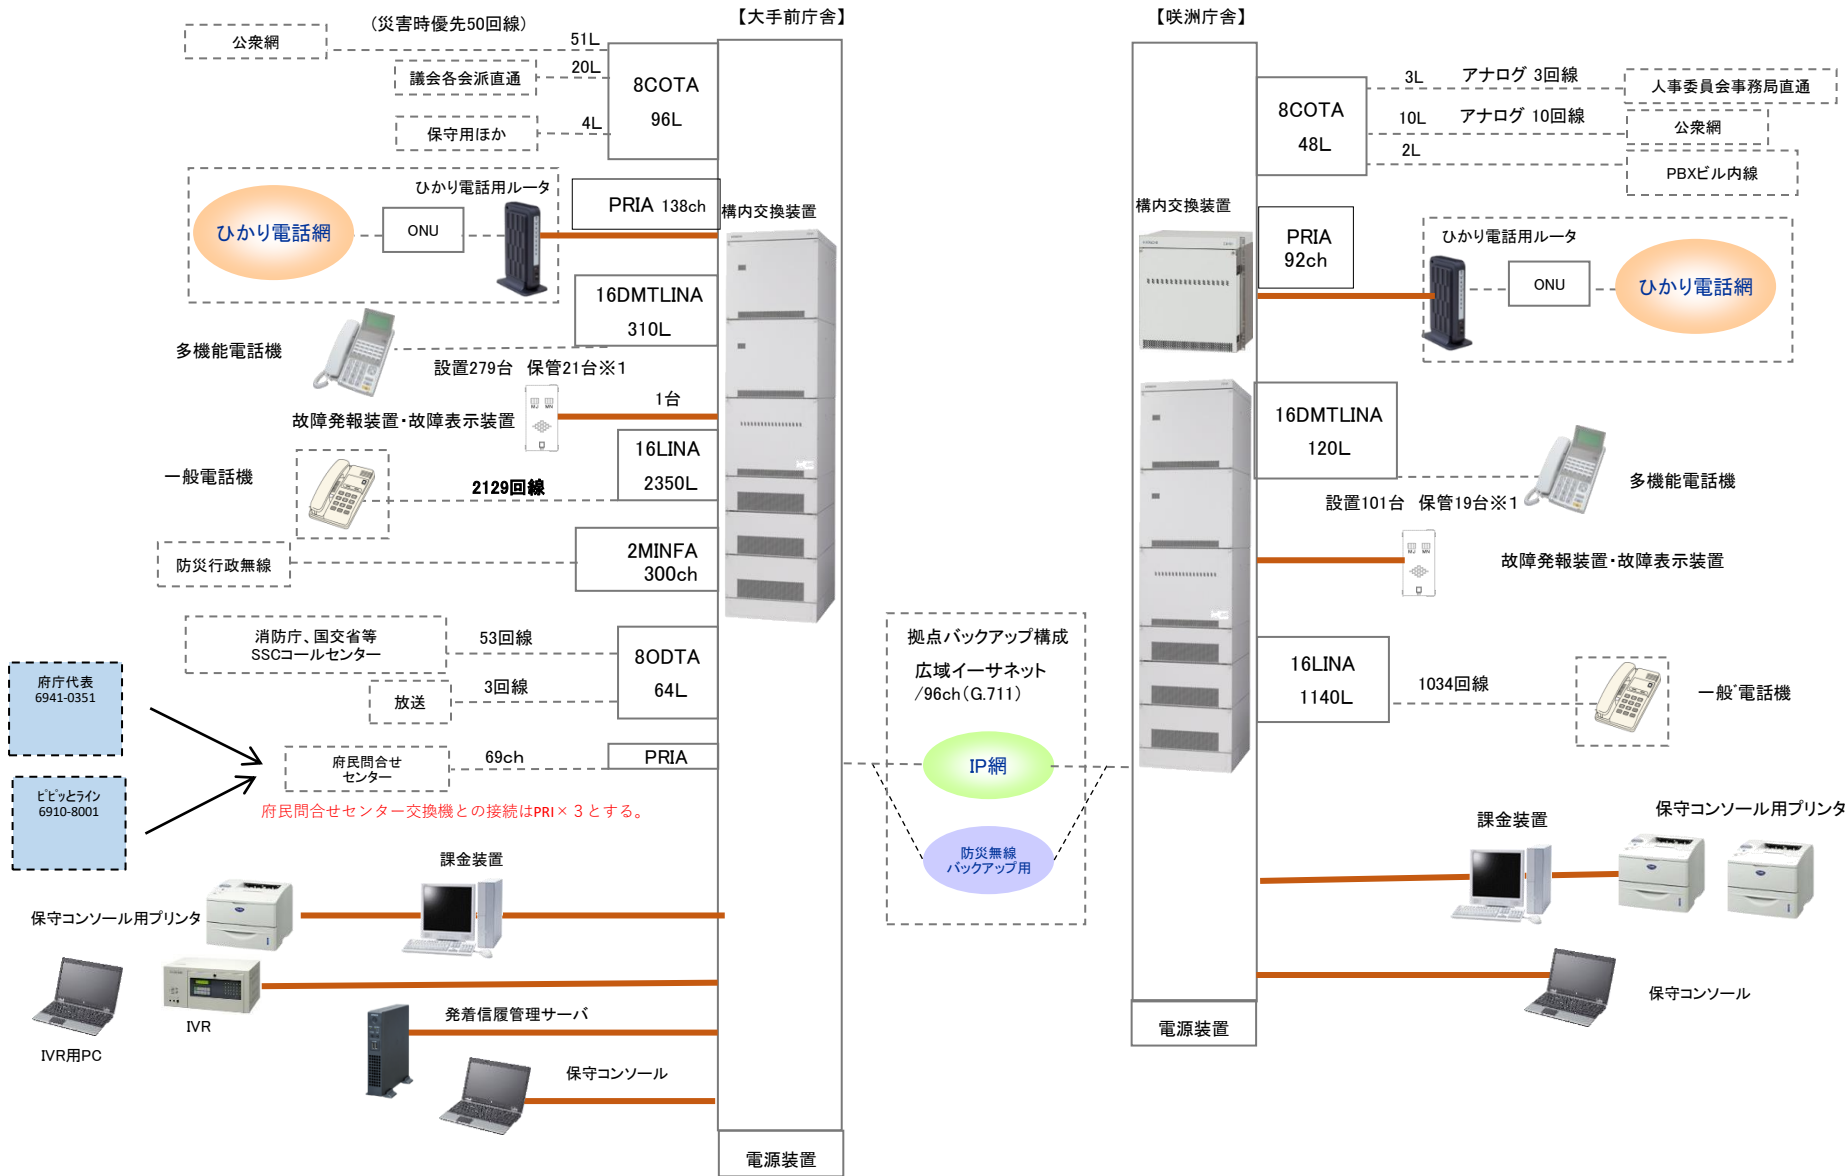 【大手前庁舎】
(災害時優先50回線)
公衆網
51L
議会各会派直通
20L
保守用ほか
4L
8COTA
96L
ひかり電話用ルータ
ひかり電話網
ONU
PRIA 138ch
構内交換装置
16DMTLINA
310L
多機能電話機
設置279台 保管21台※1
1台
故障発報装置・故障表示装置
MJ MN
16LINA
2350L
一般電話機
2129回線
防災行政無線
2MINFA
300ch
消防庁、国交省等
SSCコールセンター
53回線
放送
3回線
8ODTA
64L
府庁代表
6941-0351
ピピッとライン
6910-8001
府民問合せ
センター
69ch
PRIA
府民問合せセンター交換機との接続はPRI×3とする。
課金装置
保守コンソール用プリンタ
IVR用PC
IVR
発着信履管理サーバ
保守コンソール
電源装置
拠点バックアップ構成
広域イーサネット
/96ch(G.711)
IP網
防災無線
バックアップ用
【咲洲庁舎】
8COTA
48L
3L
アナログ 3回線
人事委員会事務局直通
10L
アナログ 10回線
公衆網
2L
PBXビル内線
構内交換装置
PRIA
92ch
ひかり電話用ルータ
ONU
ひかり電話網
16DMTLINA
120L
多機能電話機
設置101台 保管19台※1
MJ MN
故障発報装置・故障表示装置
16LINA
1140L
1034回線
一般゛電話機
課金装置
保守コンソール用プリンタ
保守コンソール
電源装置